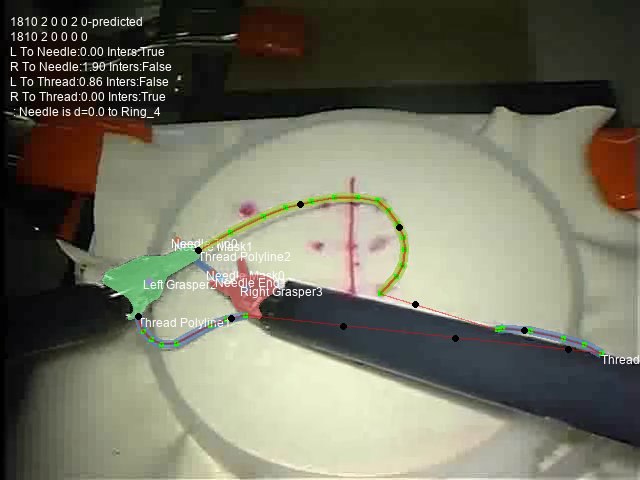 1810 2 0 0 2 0-predicted
1810 2 0 0 0 0
L To Needle:0.00 Inters:True
R To Needle:1.90 Inters:False
L To Thread:0.86 Inters:False
R To Thread:0.00 Inters:True
: Needle is d=0.0 to Ring_4
Thread Polyline2
Left Grasper2
Needle End
Right Grasper3
Thread Polyline1
Thread